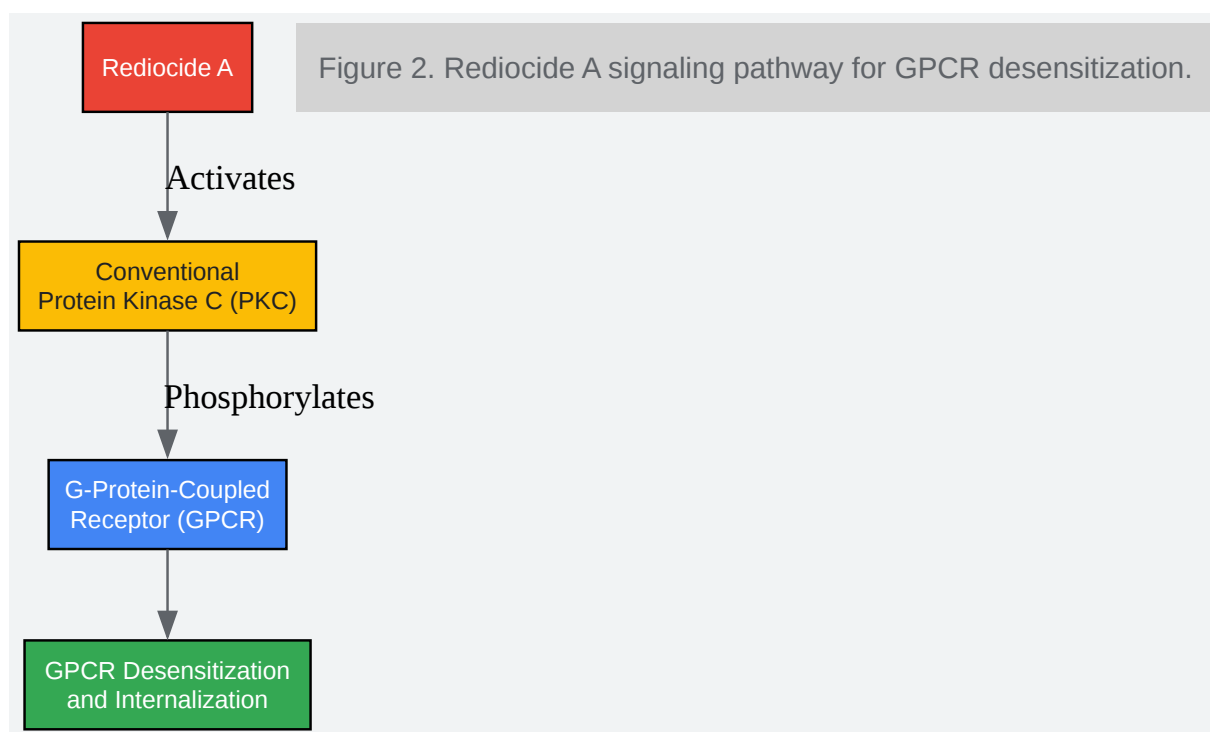 Rediocide A
Figure 2. Rediocide A signaling pathway for GPCR desensitization.
Activates
Conventional
Protein Kinase C (PKC)
Phosphorylates
G-Protein-Coupled
Receptor (GPCR)
GPCR Desensitization
and Internalization